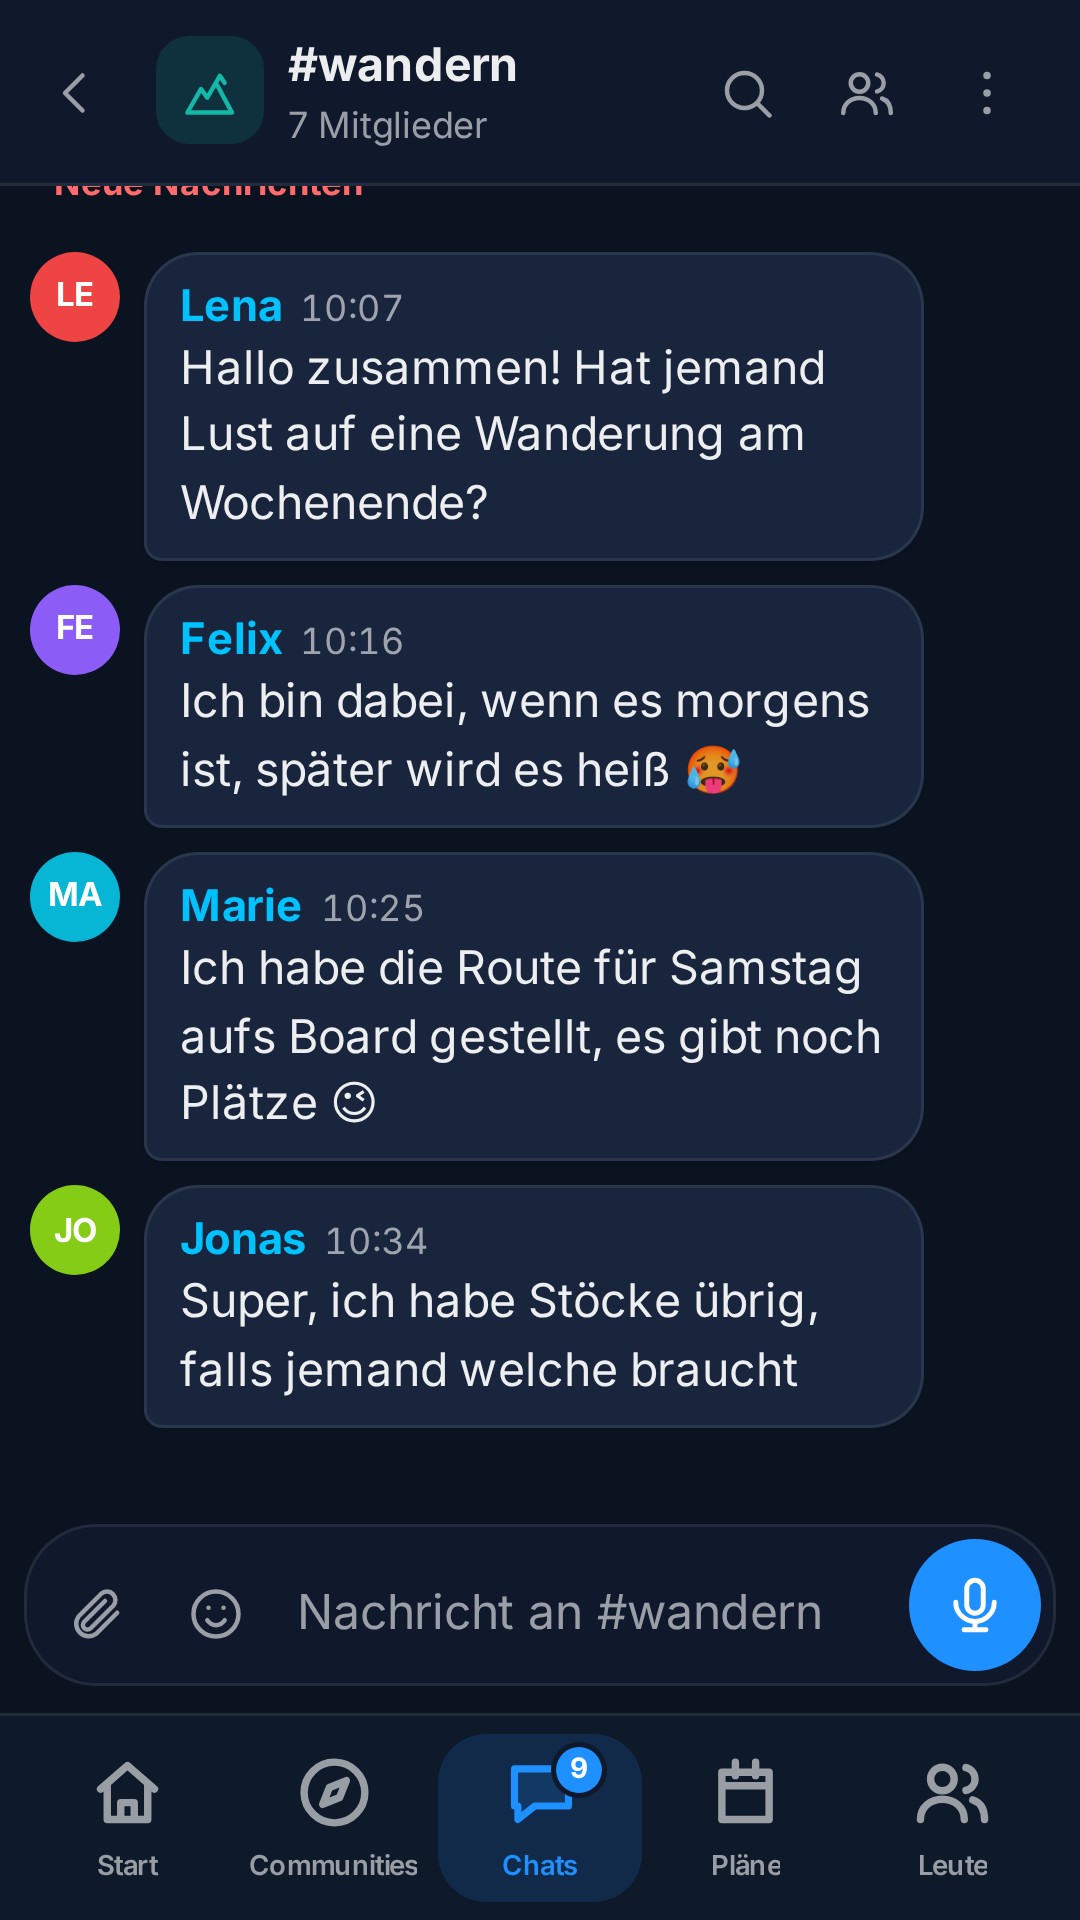 #wandern
7 Mitglieder
Neue Nachrichten
LE
Lena 10:07
Hallo zusammen! Hat jemand
Lust auf eine Wanderung am
Wochenende?
FE
Felix 10:16
Ich bin dabei, wenn es morgens
ist, später wird es heiß 🥵
MA
Marie 10:25
Ich habe die Route für Samstag
aufs Board gestellt, es gibt noch
Plätze 😉
JO
Jonas 10:34
Super, ich habe Stöcke übrig,
falls jemand welche braucht
Nachricht an #wandern
9
Start Communities Chats Pläne Leute